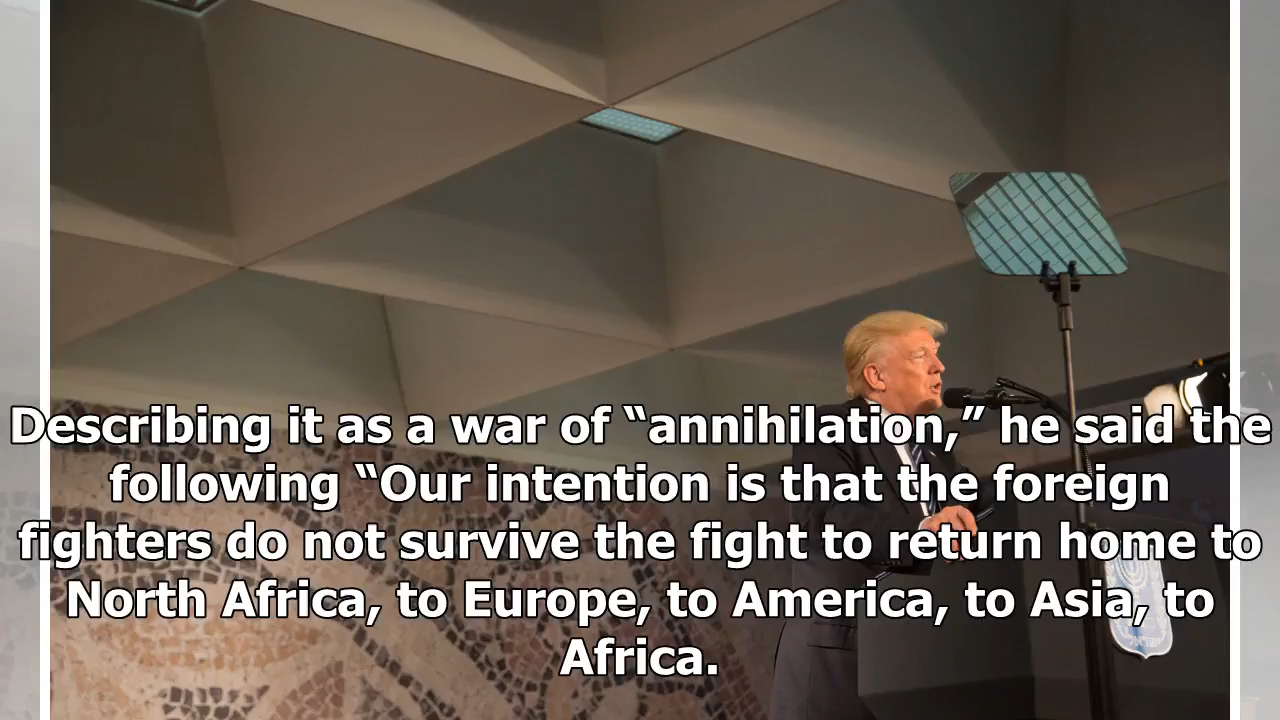 Describing it as a war of “annihilation,” he said the
following “Our intention is that the foreign
fighters do not survive the fight to return home to
North Africa, to Europe, to America, to Asia, to
Africa.